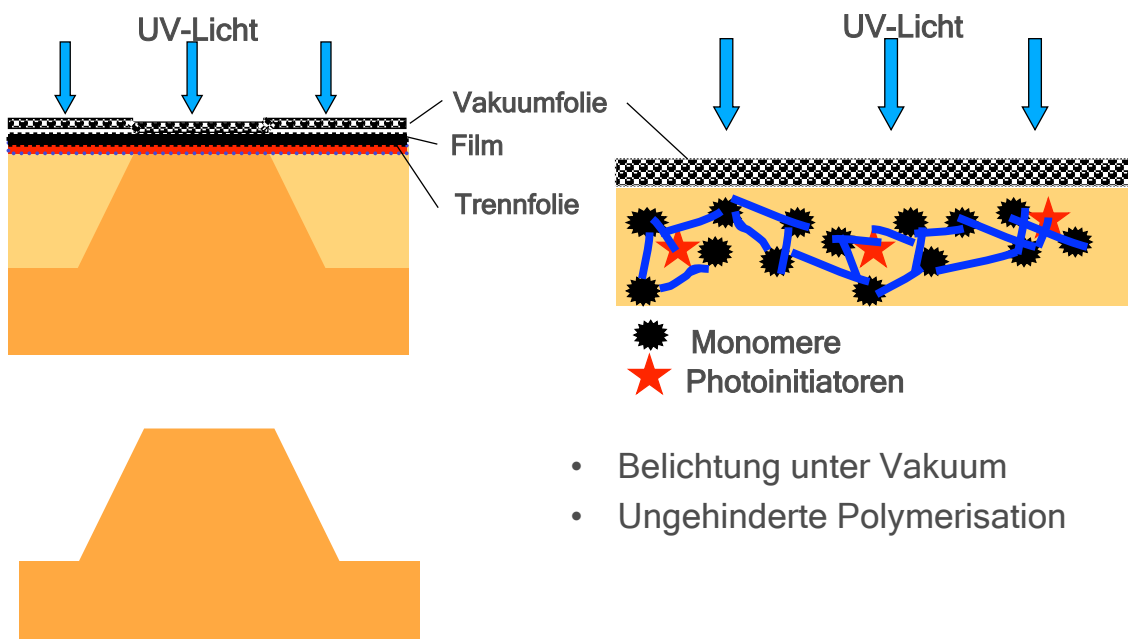 UV-Licht
Vakuumfolie
Film
Trennfolie
UV-Licht
Monomere
Photoinitiatoren
• Belichtung unter Vakuum
• Ungehinderte Polymerisation